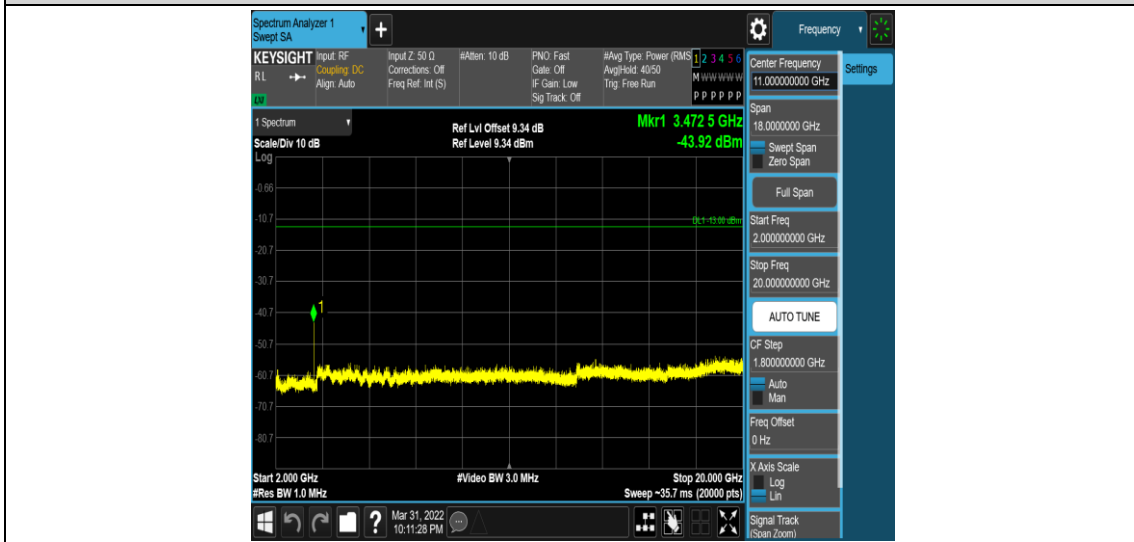 Spectrum Analyzer 1
Swept SA
+
Frequency
KEYSIGHT
RL
LXI
Input: RF
Coupling: DC
Align: Auto
Input Z: 50 Ω
Corrections: Off
Freq Ref: Int (S)
#Atten: 10 dB
PNO: Fast
Gate: Off
IF Gain: Low
Sig Track: Off
#Avg Type: Power (RMS
Avg|Hold: 40/50
Trig: Free Run
1 2 3 4 5 6
M W W W W W
P P P P P P
Center Frequency
11.000000000 GHz
Settings
Span
18.0000000 GHz
Swept Span
Zero Span
Full Span
Start Freq
2.000000000 GHz
Stop Freq
20.000000000 GHz
AUTO TUNE
CF Step
1.800000000 GHz
Auto
Man
Freq Offset
0 Hz
X Axis Scale
Log
Lin
Signal Track
(Span Zoom)
1 Spectrum
Scale/Div 10 dB
Log
Ref Lvl Offset 9.34 dB
Ref Level 9.34 dBm
Mkr1 3.472 5 GHz
-43.92 dBm
-0.66
-10.7
DL1 -13.00 dBm
-20.7
-30.7
-40.7
1
-50.7
-60.7
-70.7
-80.7
Start 2.000 GHz
#Video BW 3.0 MHz
Stop 20.000 GHz
#Res BW 1.0 MHz
Sweep ~35.7 ms (20000 pts)
?
Mar 31, 2022
10:11:28 PM